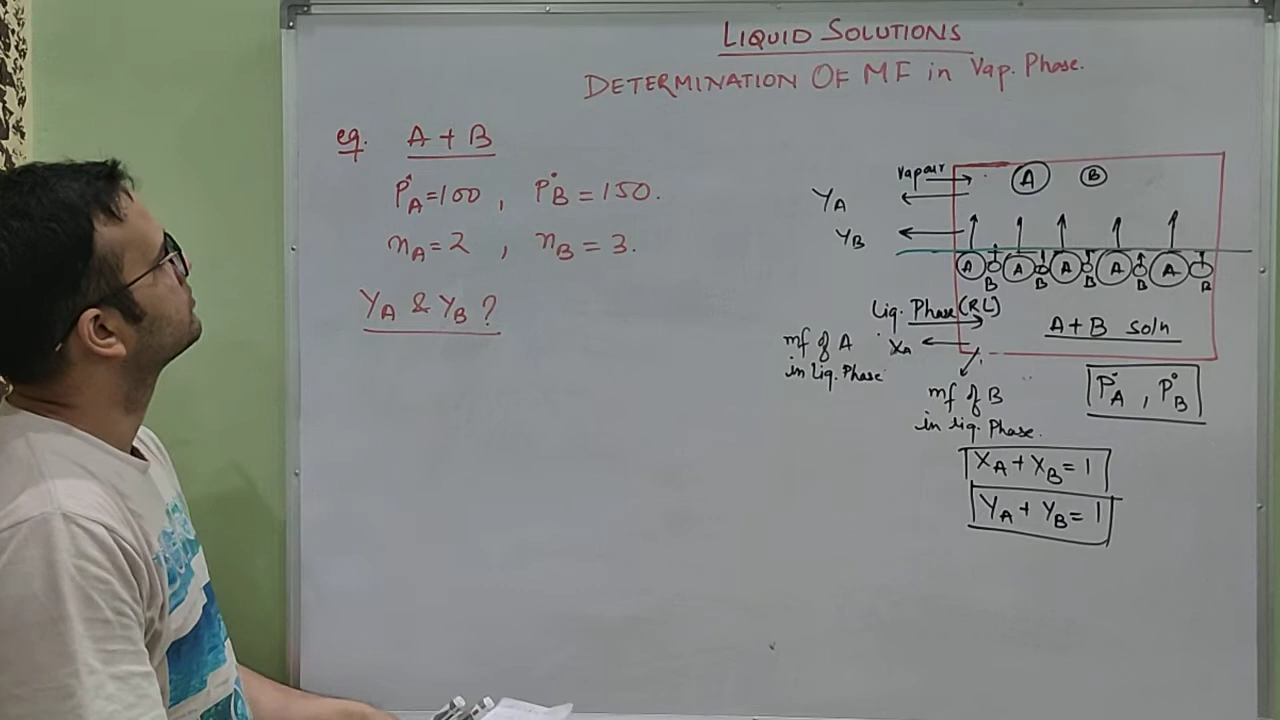 LIQUID SOLUTIONS
DETERMINATION OF MF in Vap. Phase.
eg. A + B
P°A=100 , P°B=150.
nA=2 , nB=3.
YA & YB ?
Vapour
A B
YA
YB
A A A A A
B B B B B
Liq. Phase (RL)
A+B soln
mf of A XA
in Liq. Phase
mf of B
in liq. Phase.
P°A , P°B
XA + XB = 1
YA + YB = 1